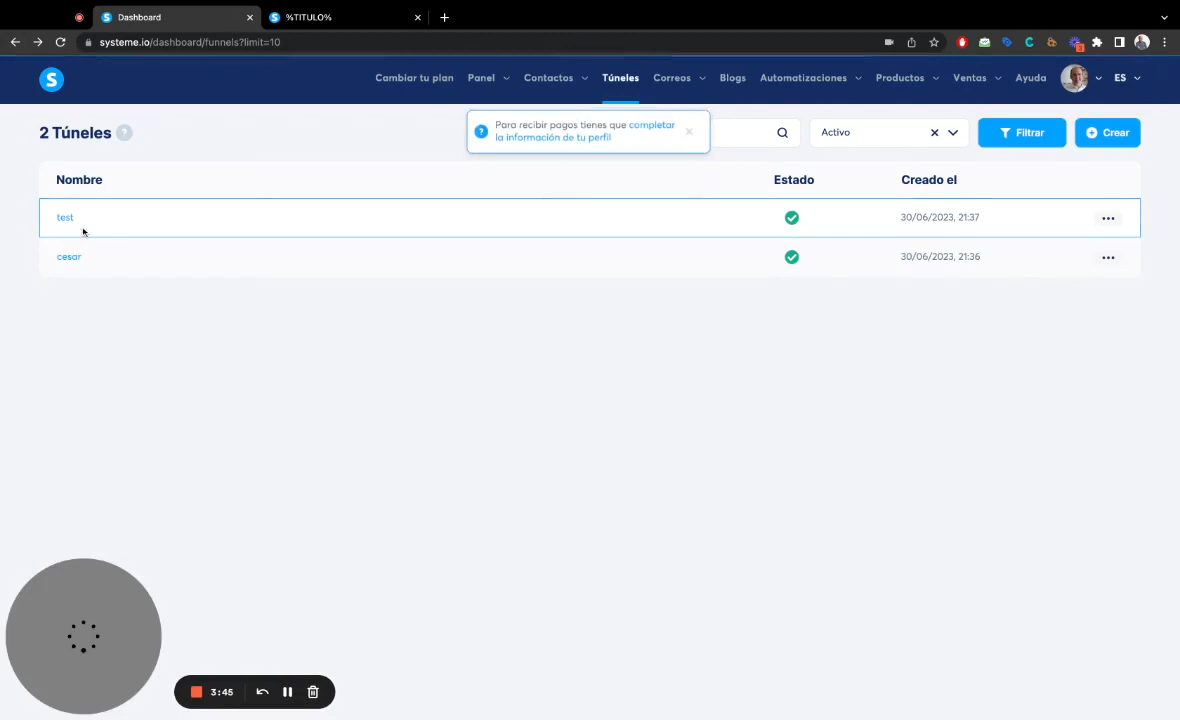 Dashboard
%TITULO%
systeme.io/dashboard/funnels?limit=10
3
S
Cambiar tu plan Panel Contactos Túneles Correos Blogs Automatizaciones Productos Ventas Ayuda ES
2 Túneles ?
? Para recibir pagos tienes que completar
la información de tu perfil
Activo
Filtrar
Crear
Nombre Estado Creado el
test 30/06/2023, 21:37
cesar 30/06/2023, 21:36
3:45